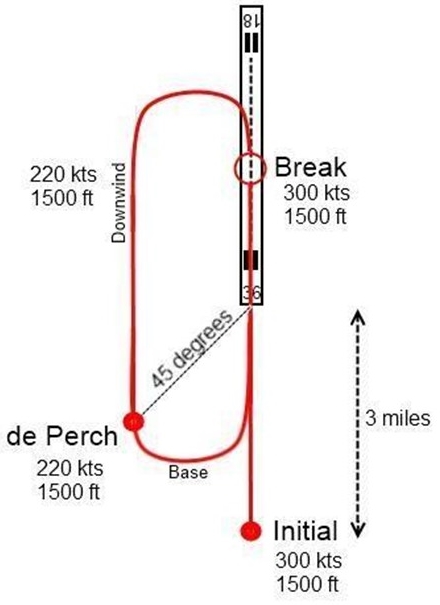 18
Break
300 kts
1500 ft
220 kts
1500 ft
Downwind
36
45 degrees
3 miles
de Perch
220 kts
1500 ft
Base
Initial
300 kts
1500 ft